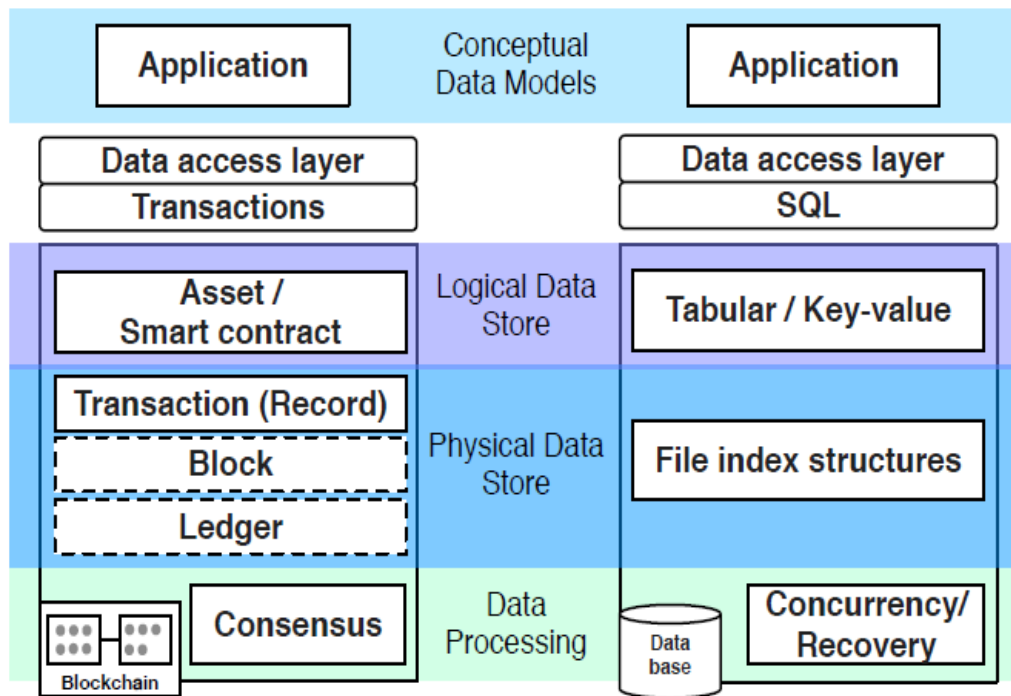 Application
Conceptual
Data Models
Application
Data access layer
Transactions
Data access layer
SQL
Asset /
Smart contract
Logical Data
Store
Tabular / Key-value
Transaction (Record)
Block
Ledger
Physical Data
Store
File index structures
Blockchain
Consensus
Data
Processing
Data
base
Concurrency/
Recovery